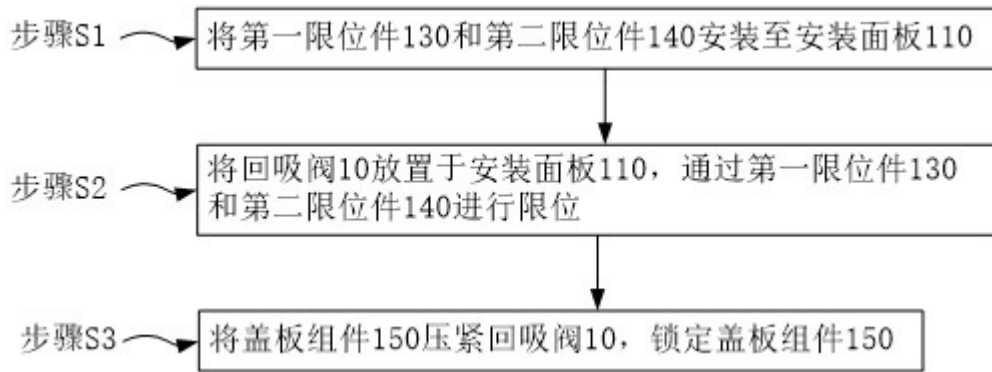 步骤S1
将第一限位件130和第二限位件140安装至安装面板110
步骤S2
将回吸阀10放置于安装面板110，通过第一限位件130
和第二限位件140进行限位
步骤S3
将盖板组件150压紧回吸阀10，锁定盖板组件150